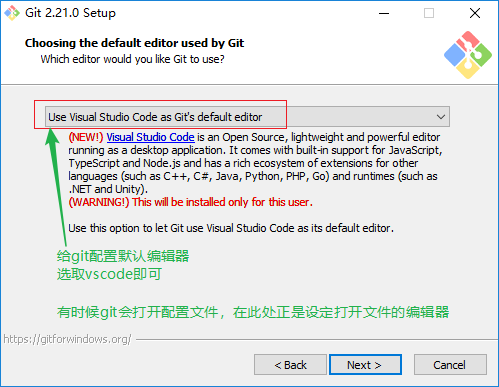 Git 2.21.0 Setup
Choosing the default editor used by Git
Which editor would you like Git to use?
Use Visual Studio Code as Git's default editor
(NEW!) Visual Studio Code is an Open Source, lightweight and powerful editor
running as a desktop application. It comes with built-in support for JavaScript,
TypeScript and Node.js and has a rich ecosystem of extensions for other
languages (such as C++, C#, Java, Python, PHP, Go) and runtimes (such as
.NET and Unity).
(WARNING!) This will be installed only for this user.
Use this option to let Git use Visual Studio Code as its default editor.
给git配置默认编辑器
选取vscode即可
有时候git会打开配置文件，在此处正是设定打开文件的编辑器
https://gitforwindows.org/
< Back
Next >
Cancel